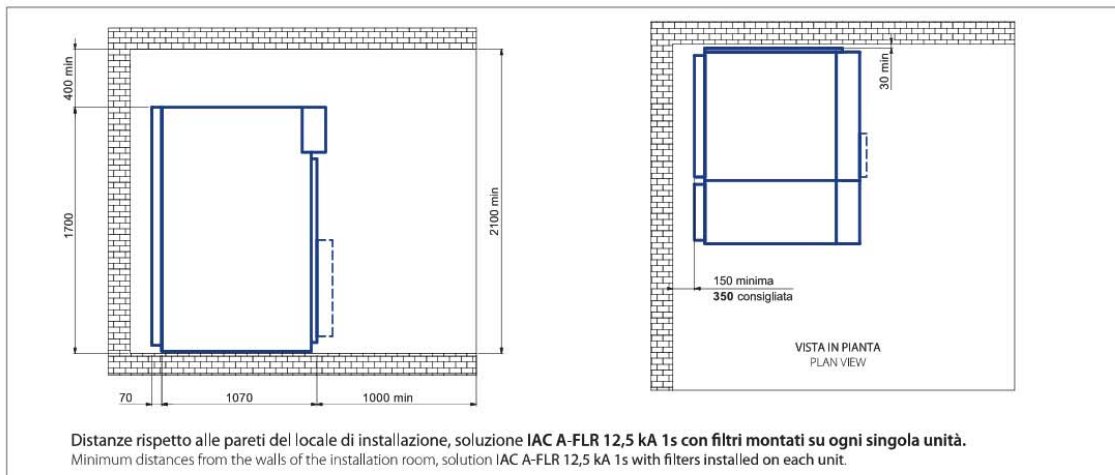 400 min
1700
2100 min
70
1070
1000 min
30 min
150 minima
350 consigliata
VISTA IN PIANTA
PLAN VIEW
Distanze rispetto alle pareti del locale di installazione, soluzione IAC A-FLR 12,5 kA 1s con filtri montati su ogni singola unità.
Minimum distances from the walls of the installation room, solution IAC A-FLR 12,5 kA 1s with filters installed on each unit.